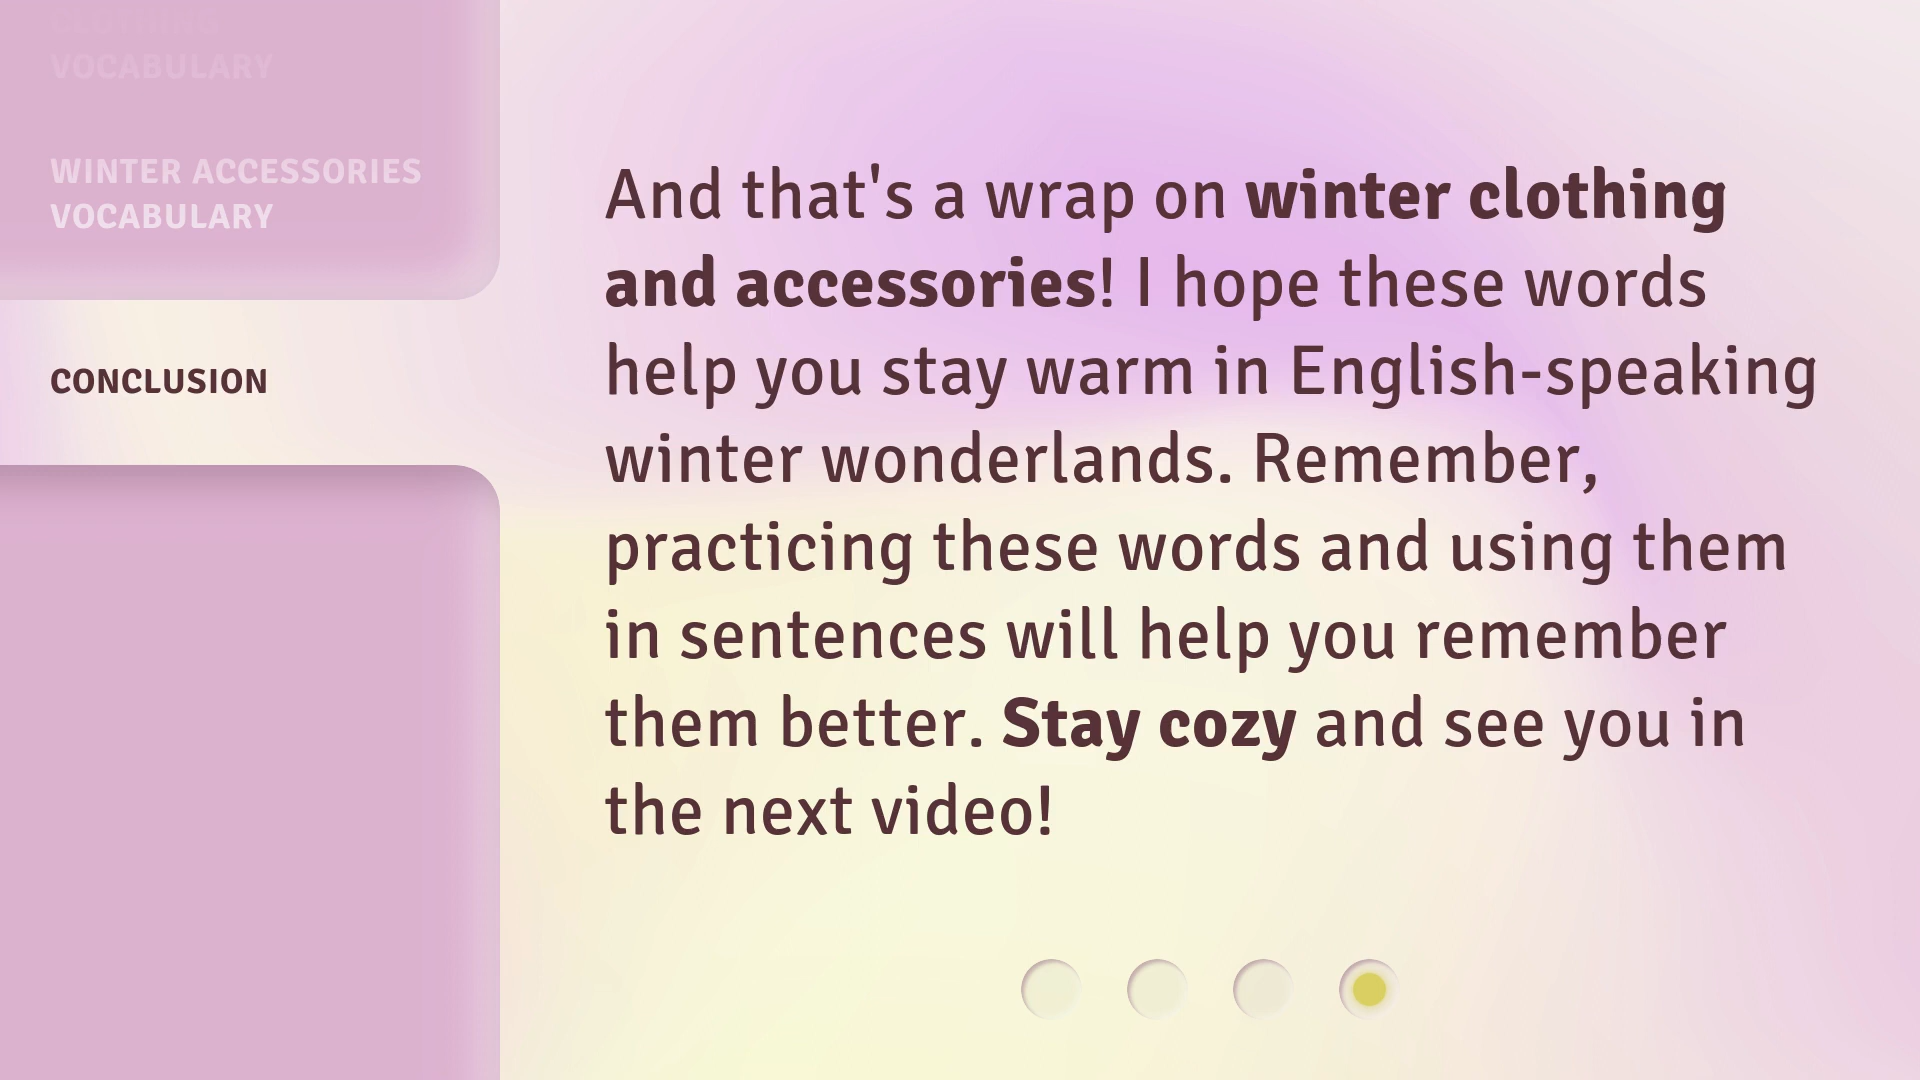 CLOTHING
VOCABULARY
WINTER ACCESSORIES
VOCABULARY
CONCLUSION
And that's a wrap on winter clothing
and accessories! I hope these words
help you stay warm in English-speaking
winter wonderlands. Remember,
practicing these words and using them
in sentences will help you remember
them better. Stay cozy and see you in
the next video!